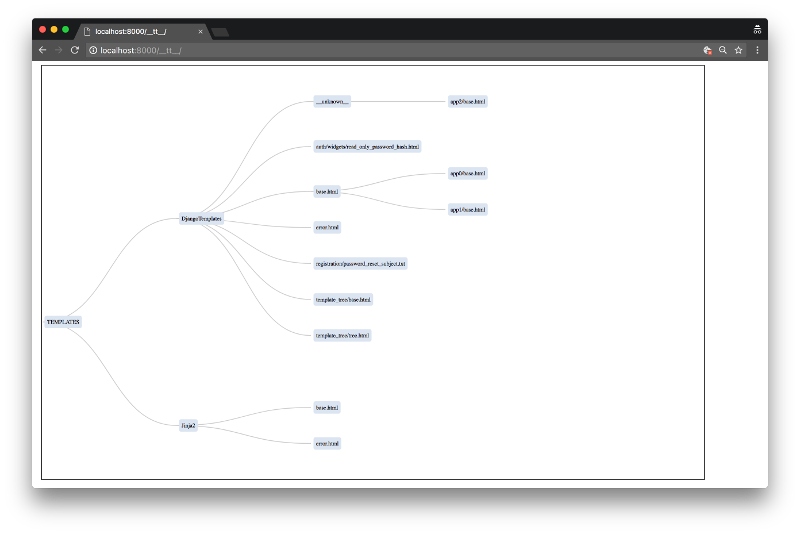 localhost:8000/__tt__/
localhost:8000/__tt__/
__unknown__
app2/base.html
auth/widgets/read_only_password_hash.html
app0/base.html
base.html
app1/base.html
DjangoTemplates
error.html
registration/password_reset_subject.txt
template_tree/base.html
TEMPLATES
template_tree/tree.html
base.html
Jinja2
error.html